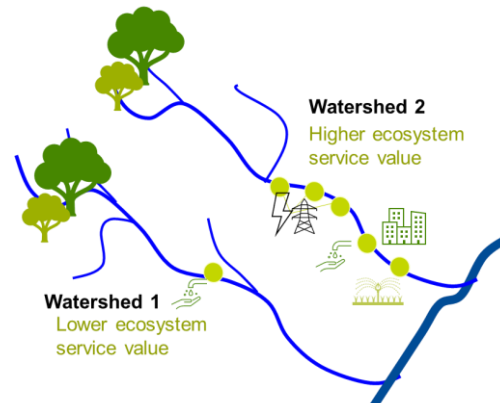 Watershed 2
Higher ecosystem
service value
Watershed 1
Lower ecosystem
service value